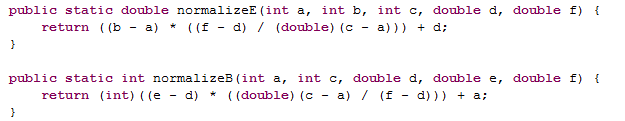 public static double normalizeE(int a, int b, int c, double d, double f) {
    return ((b - a) * ((f - d) / (double)(c - a))) + d;
}

public static int normalizeB(int a, int c, double d, double e, double f) {
    return (int)((e - d) * ((double)(c - a) / (f - d))) + a;
}